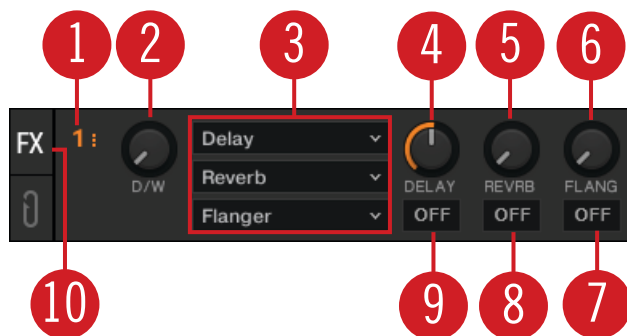 1 2 3 4 5 6
FX 1 Delay
D/W Reverb DELAY REVRB FLANG
Flanger OFF OFF OFF
10 9 8 7